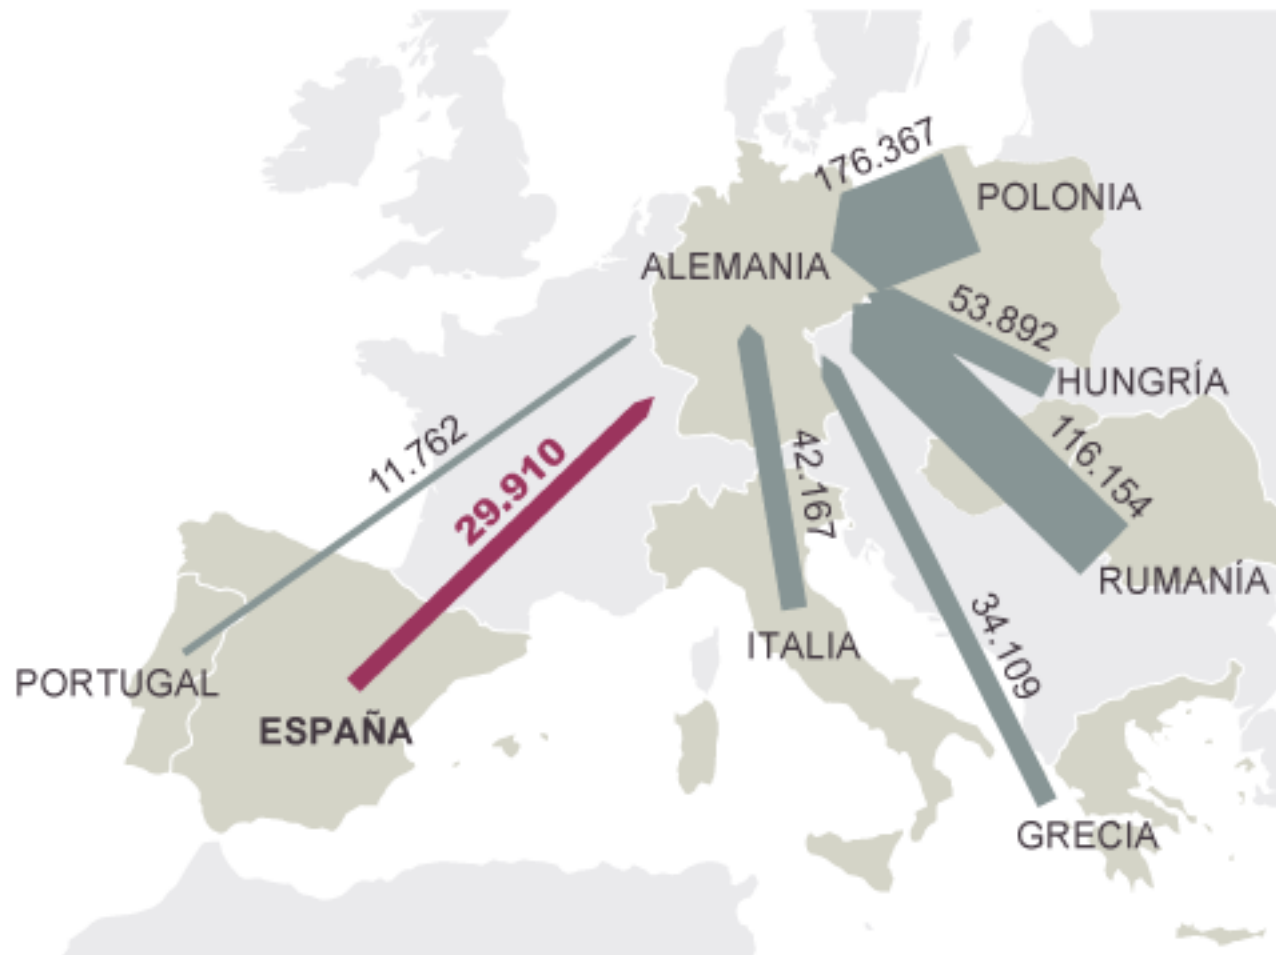 176.367
POLONIA
ALEMANIA
53.892
HUNGRÍA
11.762
29.910
42.167
116.154
RUMANÍA
34.109
ITALIA
PORTUGAL
ESPAÑA
GRECIA